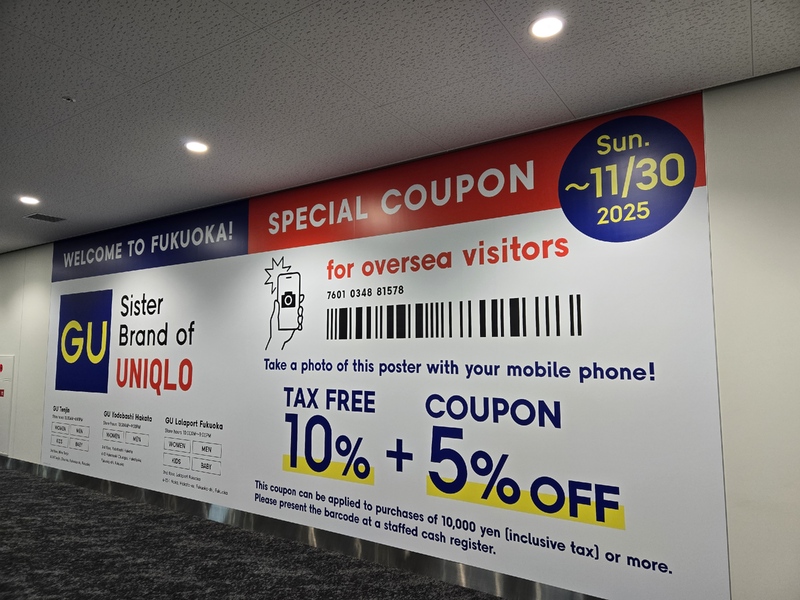 WELCOME TO FUKUOKA!
SPECIAL COUPON
Sun.
~11/30
2025
GU
Sister
Brand of
UNIQLO
for oversea visitors
7601 0348 81578
Take a photo of this poster with your mobile phone!
TAX FREE
10%
+
COUPON
5% OFF
This coupon can be applied to purchases of 10,000 yen (inclusive tax) or more.
Please present the barcode at a staffed cash register.
GU Tenjin
WOMEN MEN
KIDS BABY
GU Yodobashi Hakata
WOMEN MEN
GU Lalaport Fukuoka
WOMEN MEN
KIDS BABY